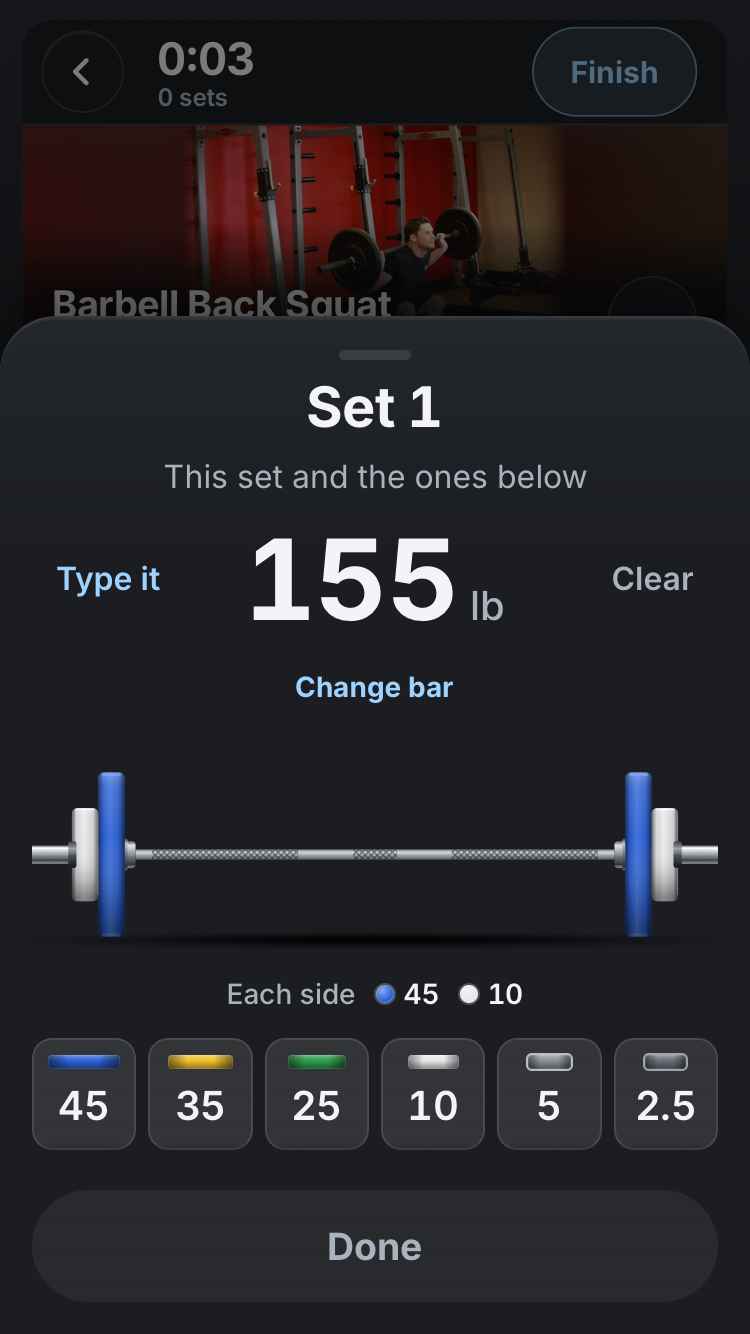 0:03
0 sets
Finish
Barbell Back Squat
Set 1
This set and the ones below
Type it
155 lb
Clear
Change bar
Each side 45 10
45 35 25 10 5 2.5
Done